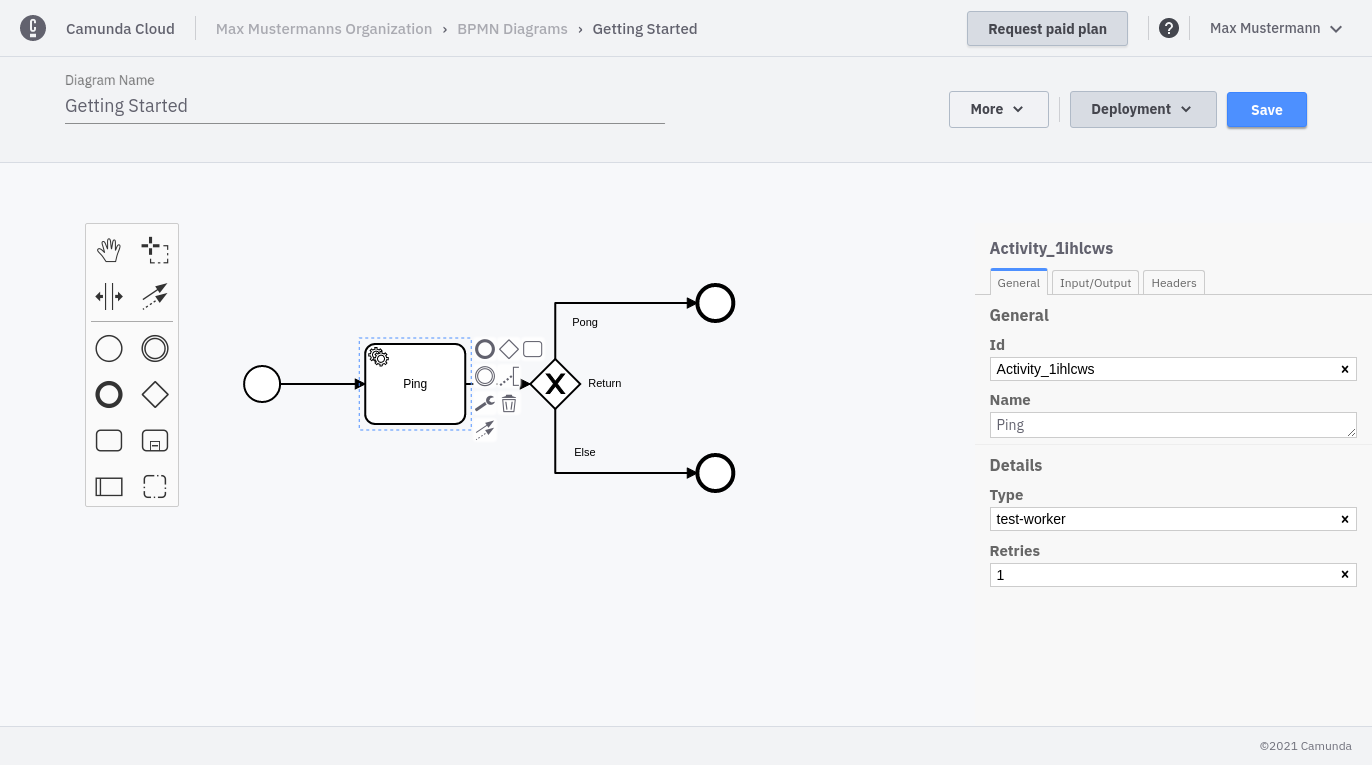 Camunda Cloud
Max Mustermanns Organization › BPMN Diagrams › Getting Started
Request paid plan
?
Max Mustermann
Diagram Name
Getting Started
More
Deployment
Save
Ping
Pong
Return
Else
Activity_1ihlcws
General
Input/Output
Headers
General
Id
Activity_1ihlcws ×
Name
Ping
Details
Type
test-worker ×
Retries
1 ×
©2021 Camunda